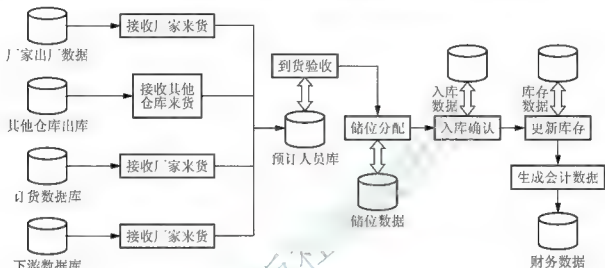 厂家出厂数据
接收厂家来货
其他仓库出库
接收其他
仓库来货
订货数据库
接收厂家来货
下游数据库
接收厂家来货
到货验收
预订人员库
储位分配
储位数据
入库
数据
入库确认
库存
数据
更新库存
生成会计数据
财务数据